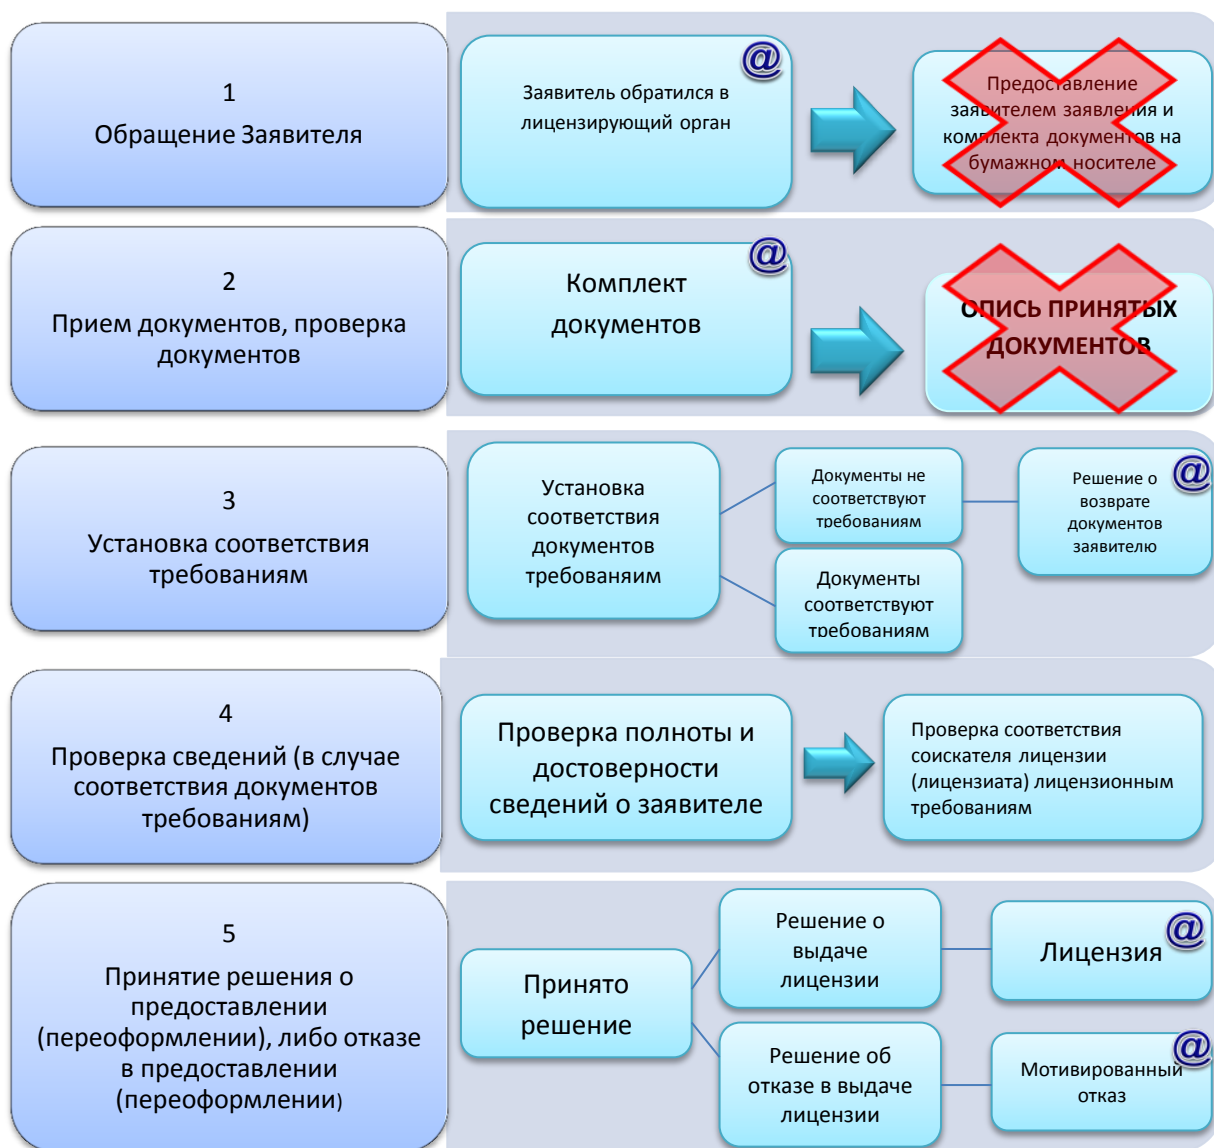 1
Обращение Заявителя
@
Заявитель обратился в
лицензирующий орган
Предоставление
заявителем заявления и
комплекта документов на
бумажном носителе
2
Прием документов, проверка
документов
@
Комплект
документов
ОПИСЬ ПРИНЯТЫХ
ДОКУМЕНТОВ
3
Установка соответствия
требованиям
Установка
соответствия
документов
требованяим
Документы не
соответствуют
требованиям
@
Решение о
возврате
документов
заявителю
Документы
соответствуют
требованиям
4
Проверка сведений (в случае
соответствия документов
требованиям)
Проверка полноты и
достоверности
сведений о заявителе
Проверка соответствия
соискателя лицензии
(лицензиата) лицензионным
требованиям
5
Принятие решения о
предоставлении
(переоформлении), либо отказе
в предоставлении
(переоформлении)
Принято
решение
Решение о
выдаче
лицензии
@
Лицензия
Решение об
отказе в выдаче
лицензии
@
Мотивированный
отказ